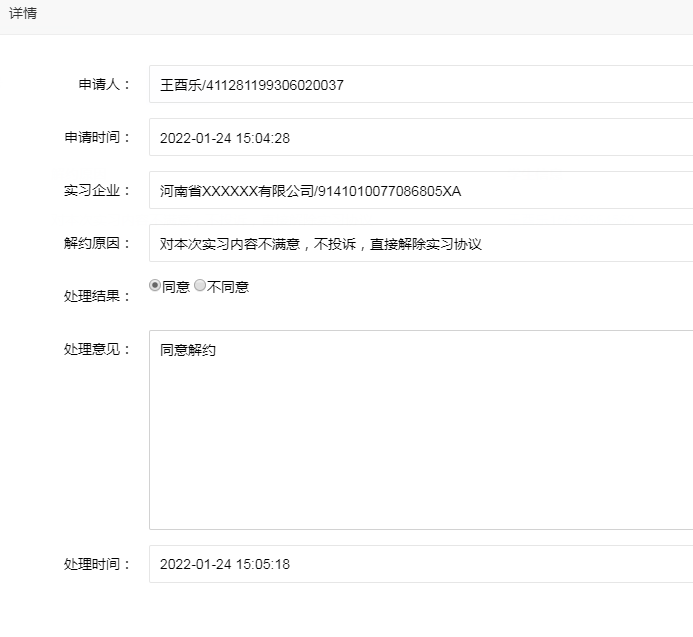 详情
申请人： 王酉乐/411281199306020037
申请时间： 2022-01-24 15:04:28
实习企业： 河南省XXXXXX有限公司/9141010077086805XA
解约原因： 对本次实习内容不满意，不投诉，直接解除实习协议
处理结果： 同意 不同意
处理意见： 同意解约
处理时间： 2022-01-24 15:05:18